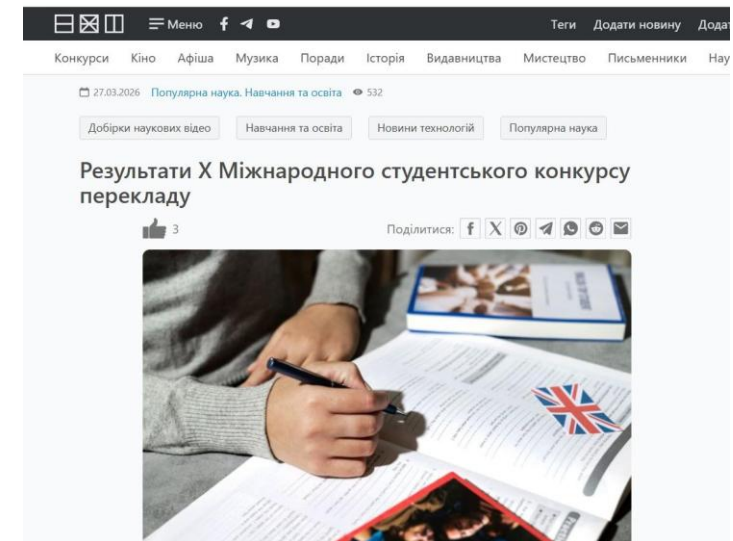 Меню
Теги Додати новину
Конкурси Кіно Афіша Музика Поради Історія Видавництва Мистецтво Письменники
27.03.2026 Популярна наука. Навчання та освіта 532
Добірки наукових відео Навчання та освіта Новини технологій Популярна наука
Результати X Міжнародного студентського конкурсу
перекладу
3 Поділитися: